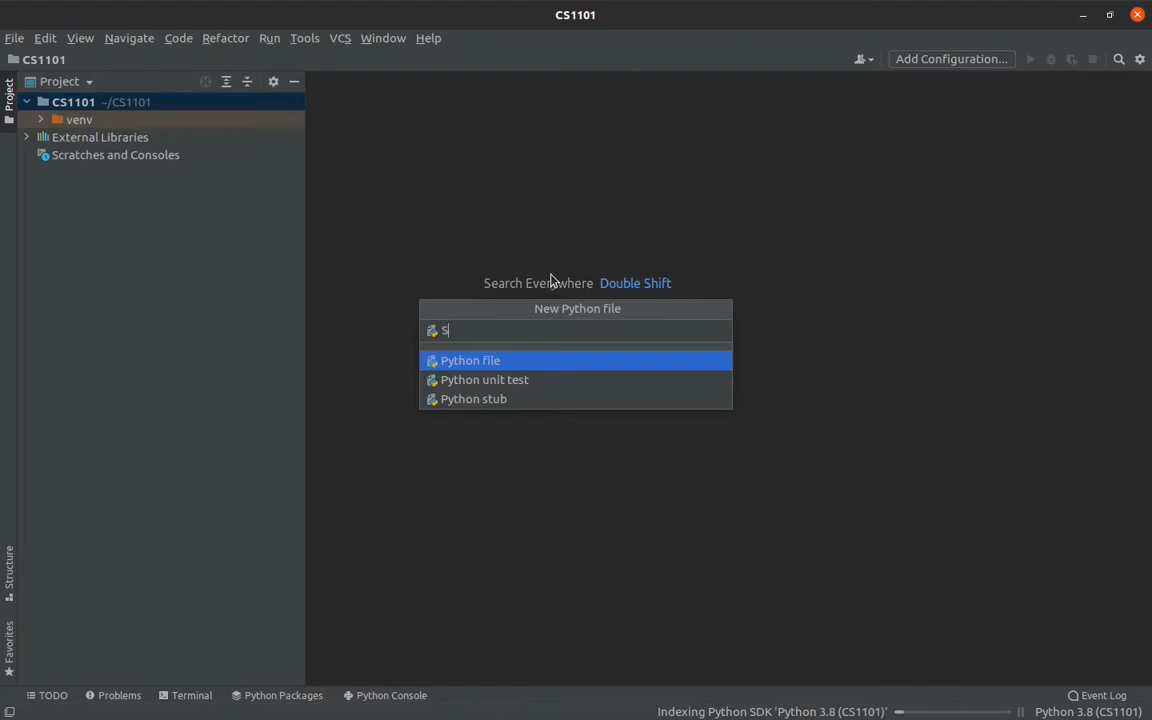 CS1101
File Edit View Navigate Code Refactor Run Tools VCS Window Help
CS1101 Add Configuration...
Project
Project
CS1101 ~/CS1101
venv
External Libraries
Scratches and Consoles
Search Everywhere Double Shift
New Python file
S
Python file
Python unit test
Python stub
Structure
Favorites
TODO Problems Terminal Python Packages Python Console Event Log
Indexing Python SDK 'Python 3.8 (CS1101)' Python 3.8 (CS1101)